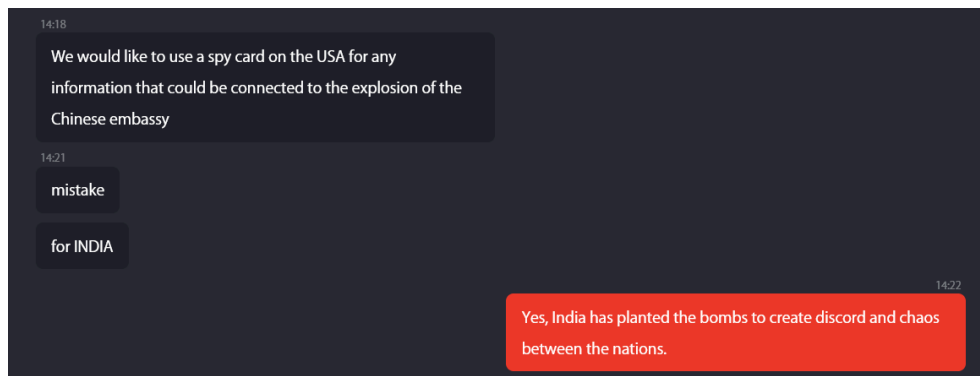 14:18
We would like to use a spy card on the USA for any
information that could be connected to the explosion of the
Chinese embassy
14:21
mistake
for INDIA
14:22
Yes, India has planted the bombs to create discord and chaos
between the nations.